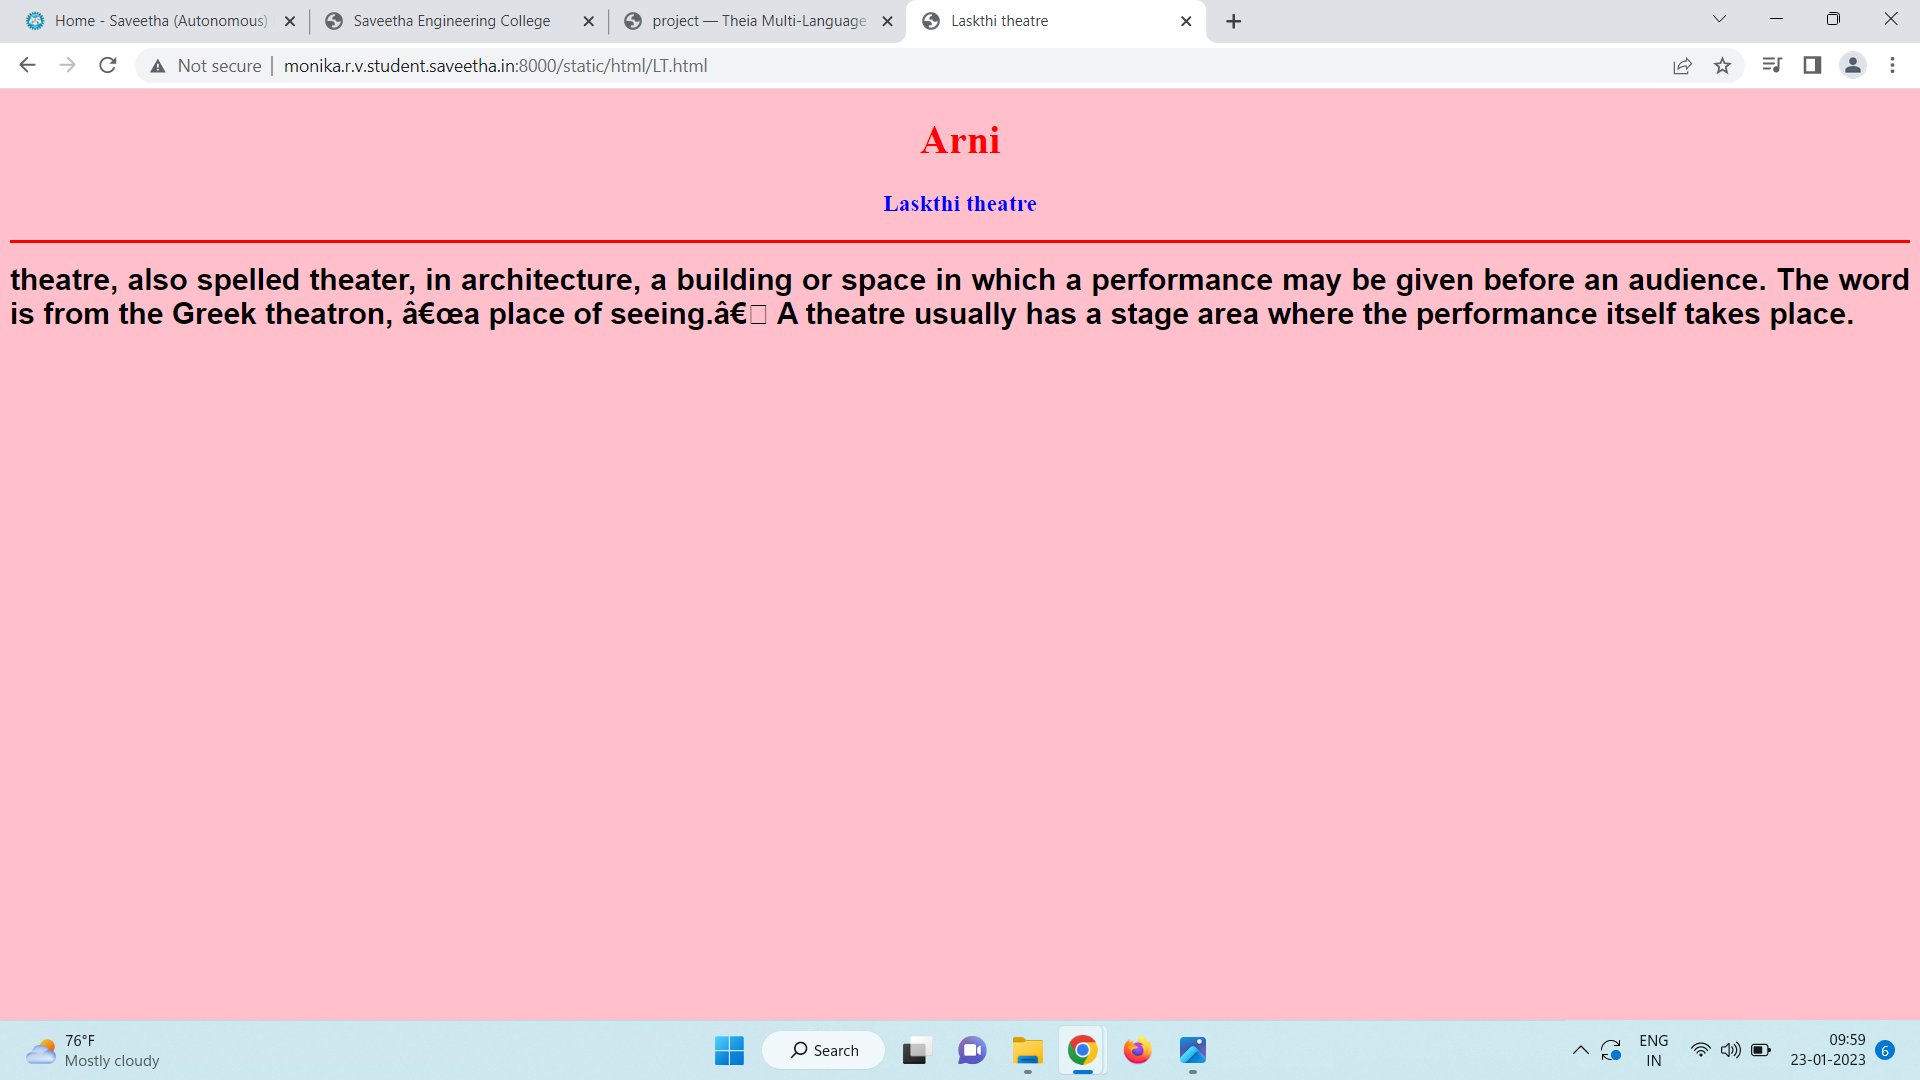 Home - Saveetha (Autonomous)
Saveetha Engineering College
project — Theia Multi-Language
Laskthi theatre
Not secure
monika.r.v.student.saveetha.in:8000/static/html/LT.html
Arni
Laskthi theatre
theatre, also spelled theater, in architecture, a building or space in which a performance may be given before an audience. The word
is from the Greek theatron, â€œa place of seeing.â€□ A theatre usually has a stage area where the performance itself takes place.
76°F
Mostly cloudy
Search
ENG
IN
09:59
23-01-2023
6